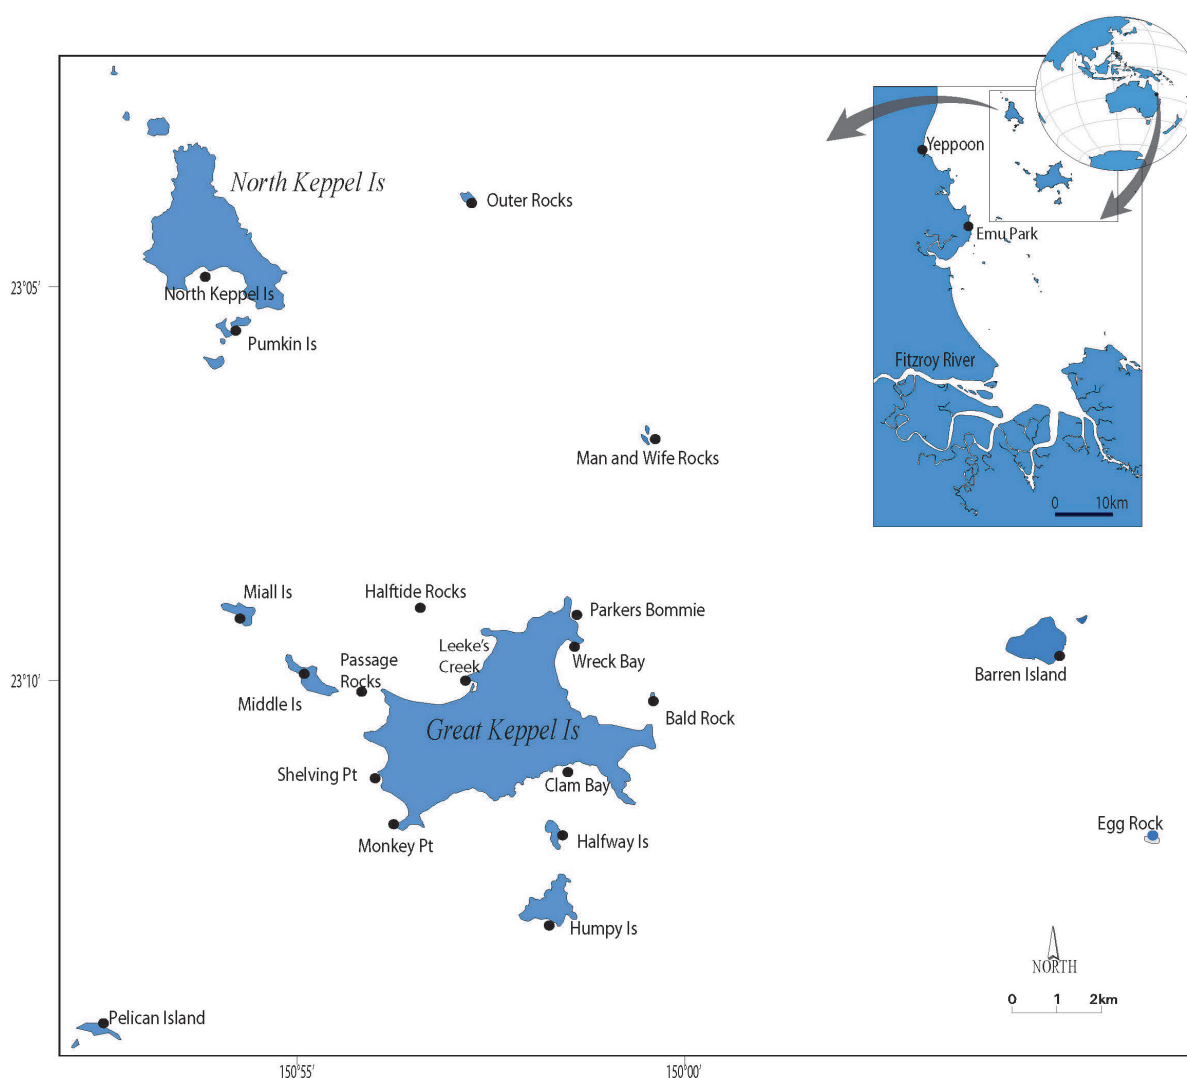 North Keppel Is
Outer Rocks
Yeppoon
Emu Park
23°05'
North Keppel Is
Pumkin Is
Fitzroy River
Man and Wife Rocks
0 10km
Miall Is
Halftide Rocks
Parkers Bommie
Leeke's
Creek
Passage
Rocks
Wreck Bay
Barren Island
23°10'
Middle Is
Bald Rock
Great Keppel Is
Shelving Pt
Clam Bay
Monkey Pt
Halfway Is
Egg Rock
Humpy Is
NORTH
0 1 2km
Pelican Island
150°55'
150°00'